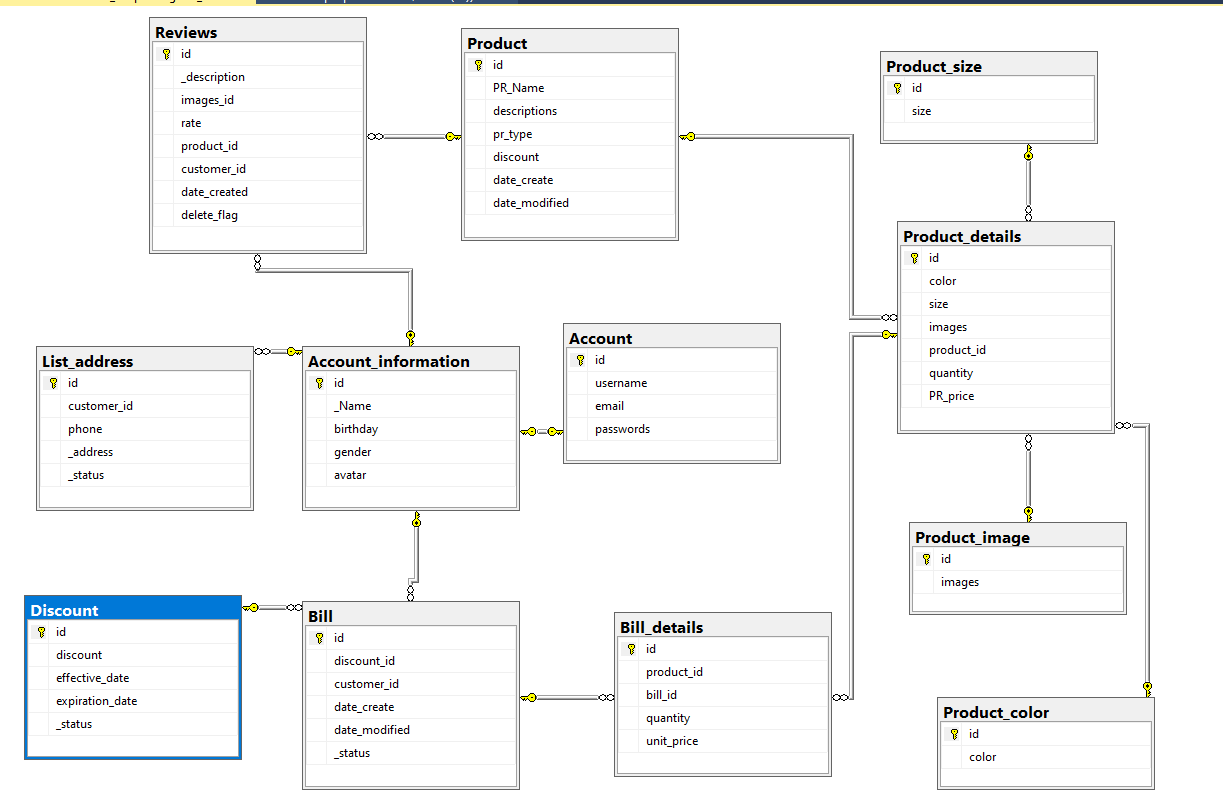 Reviews
id
_description
images_id
rate
product_id
customer_id
date_created
delete_flag
Product
id
PR_Name
descriptions
pr_type
discount
date_create
date_modified
Product_size
id
size
Product_details
id
color
size
images
product_id
quantity
PR_price
List_address
id
customer_id
phone
_address
_status
Account_information
id
_Name
birthday
gender
avatar
Account
id
username
email
passwords
Product_image
id
images
Discount
id
discount
effective_date
expiration_date
_status
Bill
id
discount_id
customer_id
date_create
date_modified
_status
Bill_details
id
product_id
bill_id
quantity
unit_price
Product_color
id
color